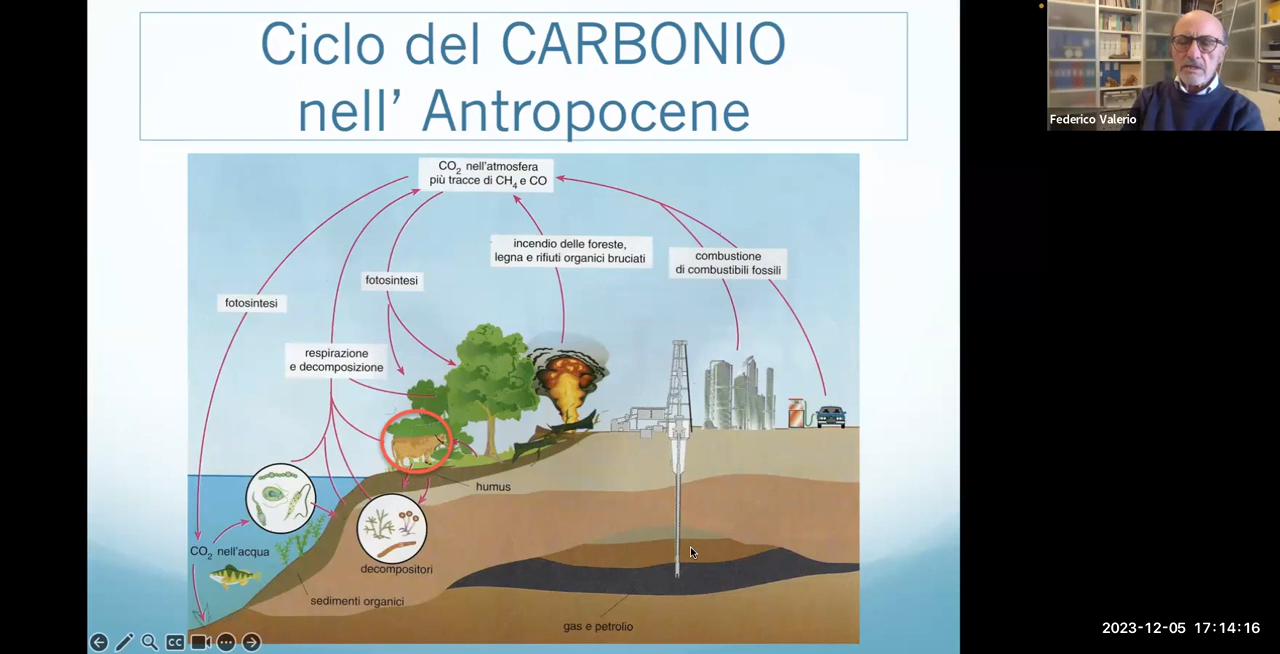 Ciclo del CARBONIO
nell’ Antropocene
Federico Valerio
CO₂ nell'atmosfera
più tracce di CH₄ e CO
incendio delle foreste,
legna e rifiuti organici bruciati
combustione
di combustibili fossili
fotosintesi
fotosintesi
respirazione
e decomposizione
humus
CO₂ nell'acqua
decompositori
sedimenti organici
gas e petrolio
CC
2023-12-05 17:14:16